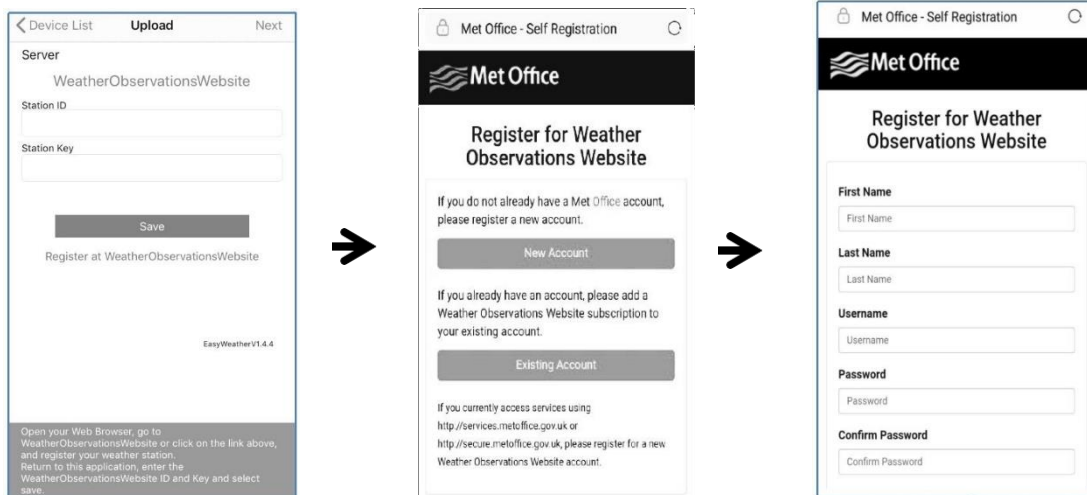 Device List Upload Next
Server
WeatherObservationsWebsite
Station ID
Station Key
Save
Register at WeatherObservationsWebsite
EasyWeatherV1.4.4
Open your Web Browser, go to
WeatherObservationsWebsite or click on the link above,
and register your weather station.
Return to this application, enter the
WeatherObservationsWebsite ID and Key and select
save.
Met Office - Self Registration
Met Office
Register for Weather
Observations Website
If you do not already have a Met Office account,
please register a new account.
New Account
If you already have an account, please add a
Weather Observations Website subscription to
your existing account.
Existing Account
If you currently access services using
http://services.metoffice.gov.uk or
http://secure.metoffice.gov.uk, please register for a new
Weather Observations Website account.
Met Office - Self Registration
Met Office
Register for Weather
Observations Website
First Name
First Name
Last Name
Last Name
Username
Username
Password
Password
Confirm Password
Confirm Password